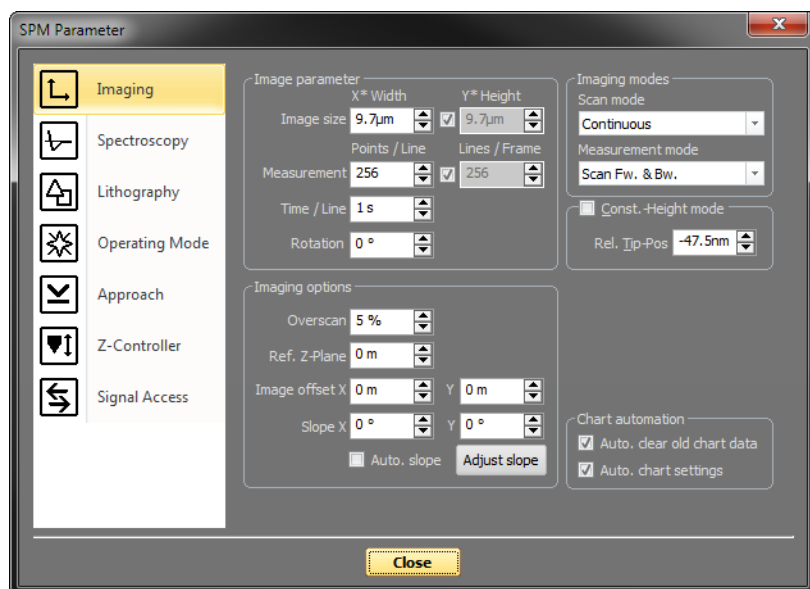 SPM Parameter
Imaging
Spectroscopy
Lithography
Operating Mode
Approach
Z-Controller
Signal Access
Image parameter
X* Width Y* Height
Image size 9.7µm 9.7µm
Points / Line Lines / Frame
Measurement 256 256
Time / Line 1 s
Rotation 0 °
Imaging options
Overscan 5 %
Ref. Z-Plane 0 m
Image offset X 0 m Y 0 m
Slope X 0 ° Y 0 °
Auto. slope Adjust slope
Imaging modes
Scan mode
Continuous
Measurement mode
Scan Fw. & Bw.
Const.-Height mode
Rel. Tip-Pos -47.5nm
Chart automation
Auto. clear old chart data
Auto. chart settings
Close